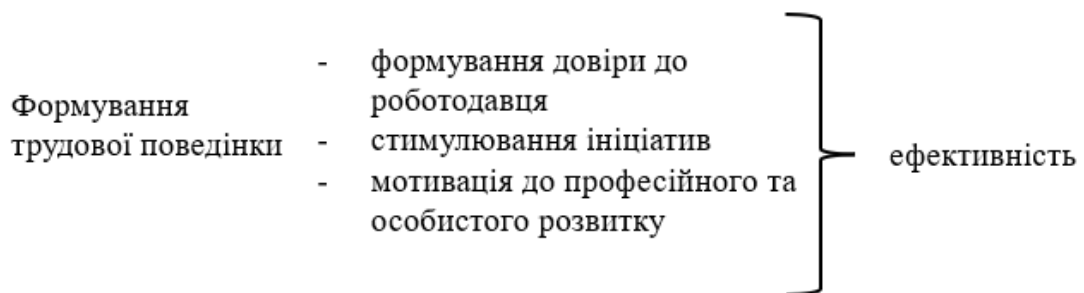 Формування
трудової поведінки
- формування довіри до
роботодавця
- стимулювання ініціатив
- мотивація до професійного та
особистого розвитку
ефективність